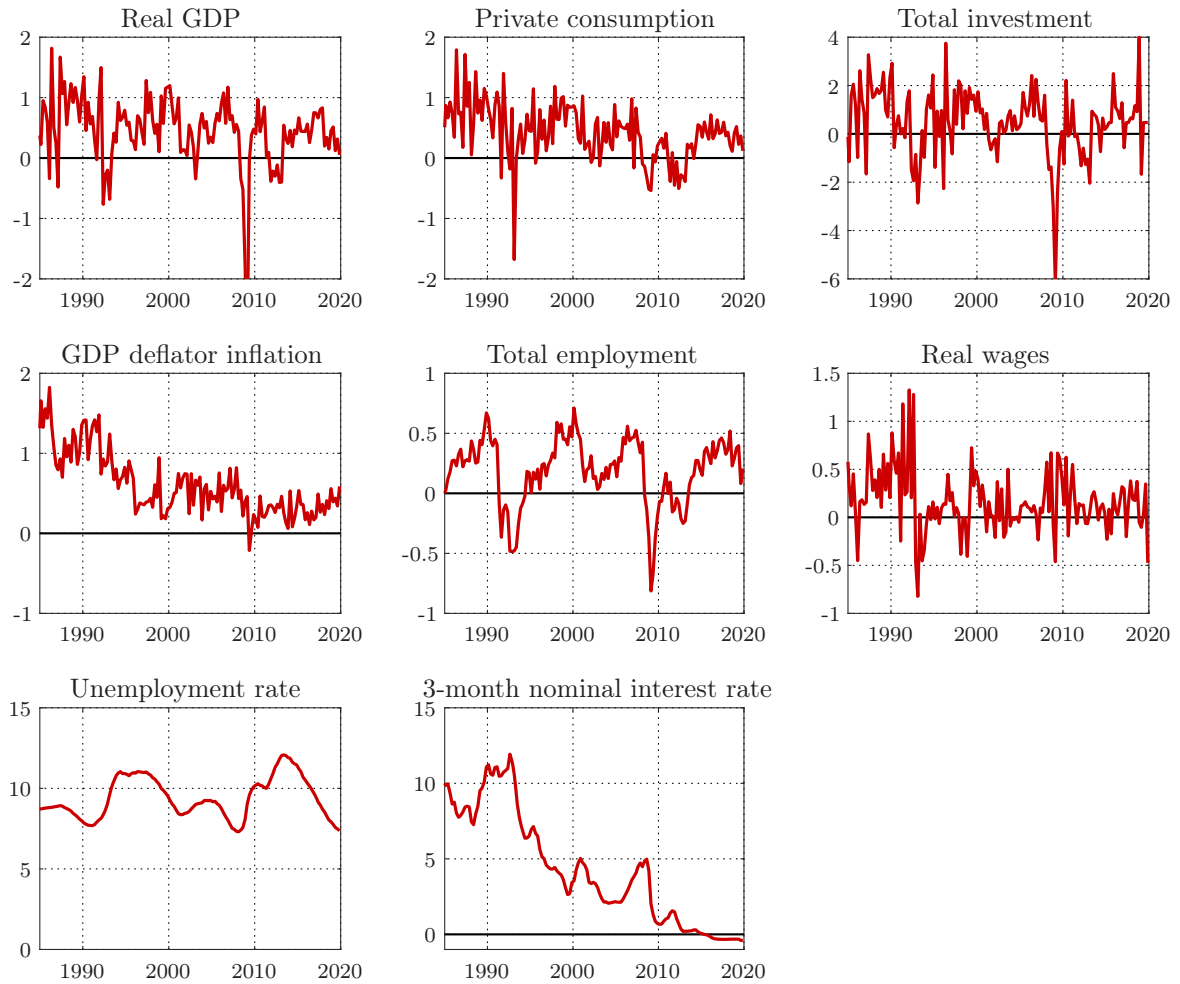 Real GDP
2
1
0
-1
-2
1990 2000 2010 2020
Private consumption
2
1
0
-1
-2
1990 2000 2010 2020
Total investment
4
2
0
-2
-4
-6
1990 2000 2010 2020
GDP deflator inflation
2
1
0
-1
1990 2000 2010 2020
Total employment
1
0.5
0
-0.5
-1
1990 2000 2010 2020
Real wages
1.5
1
0.5
0
-0.5
-1
1990 2000 2010 2020
Unemployment rate
15
10
5
0
1990 2000 2010 2020
3-month nominal interest rate
15
10
5
0
1990 2000 2010 2020